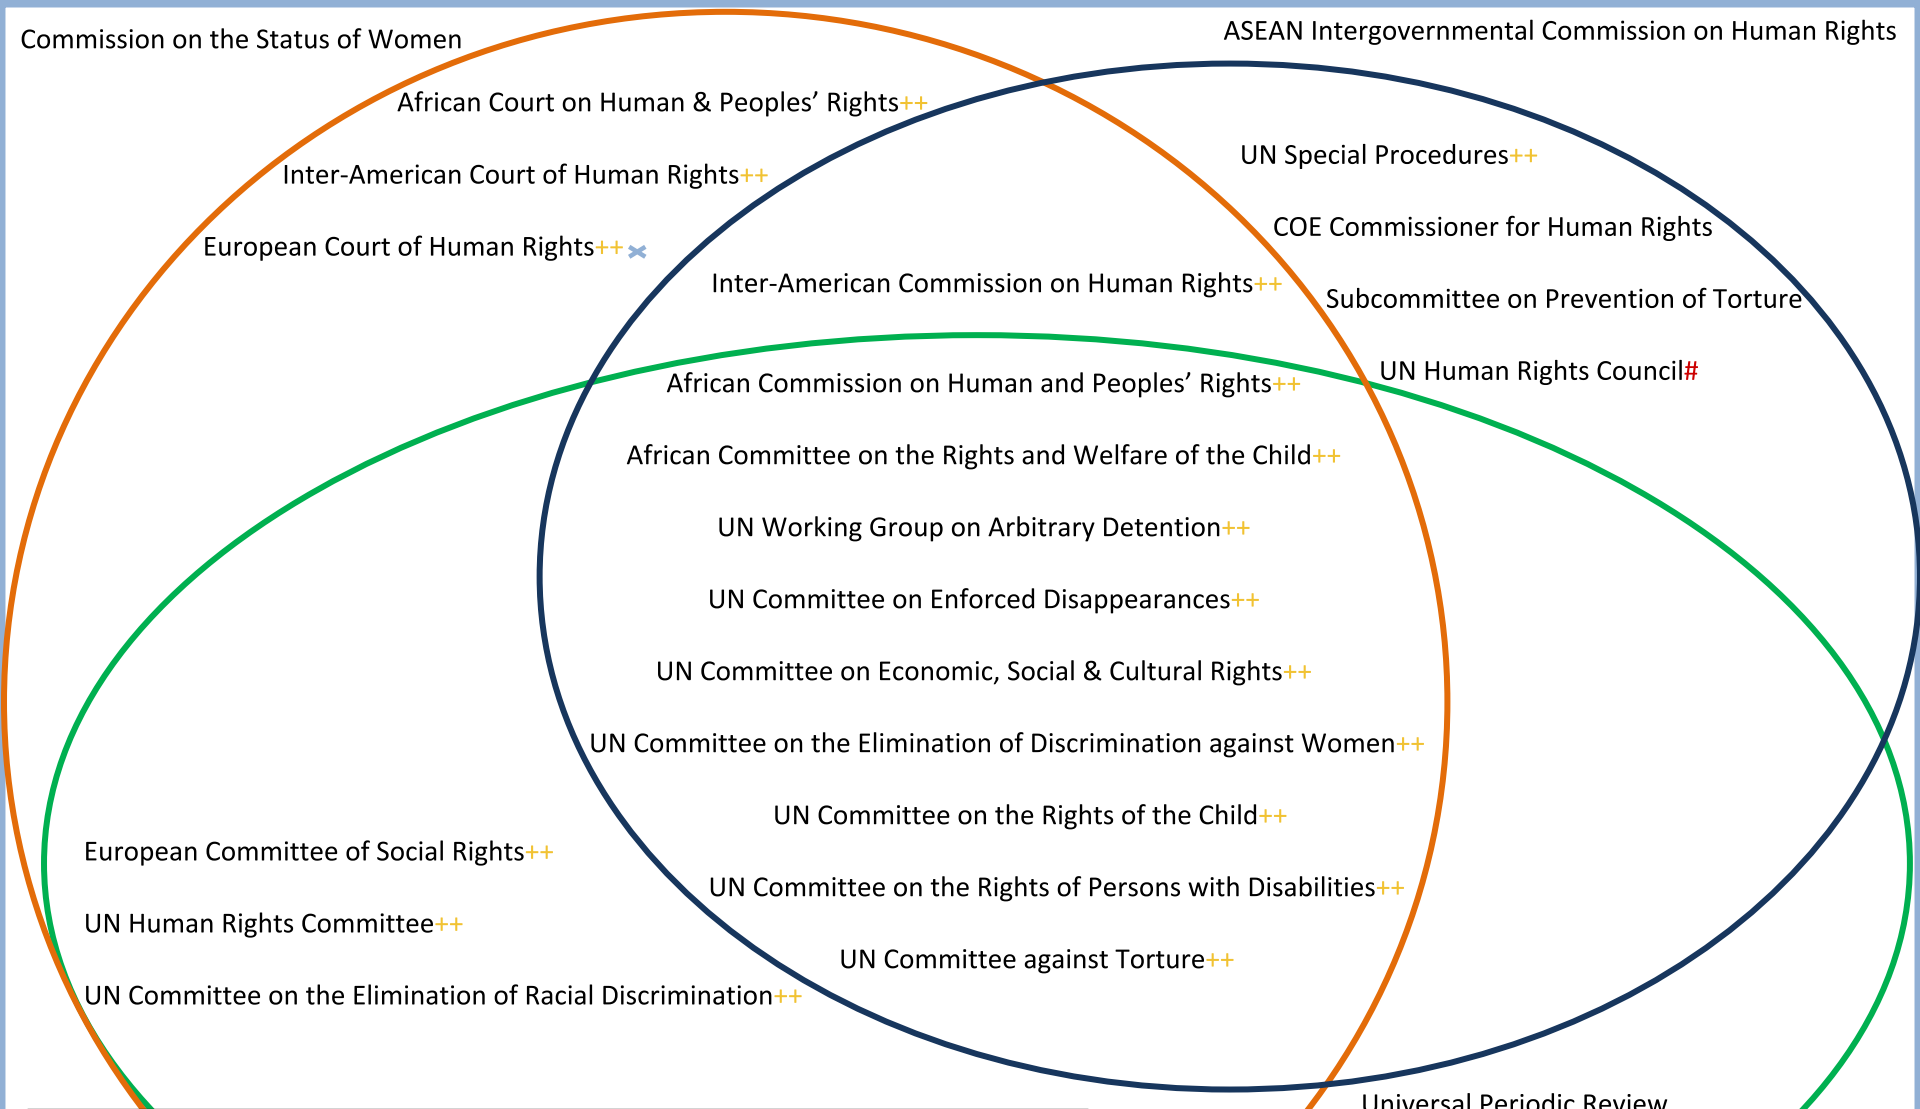 Commission on the Status of Women
ASEAN Intergovernmental Commission on Human Rights
African Court on Human & Peoples’ Rights++
Inter-American Court of Human Rights++
European Court of Human Rights++×
UN Special Procedures++
COE Commissioner for Human Rights
Subcommittee on Prevention of Torture
UN Human Rights Council#
Inter-American Commission on Human Rights++
African Commission on Human and Peoples’ Rights++
African Committee on the Rights and Welfare of the Child++
UN Working Group on Arbitrary Detention++
UN Committee on Enforced Disappearances++
UN Committee on Economic, Social & Cultural Rights++
UN Committee on the Elimination of Discrimination against Women++
UN Committee on the Rights of the Child++
UN Committee on the Rights of Persons with Disabilities++
UN Committee against Torture++
European Committee of Social Rights++
UN Human Rights Committee++
UN Committee on the Elimination of Racial Discrimination++
Universal Periodic Review